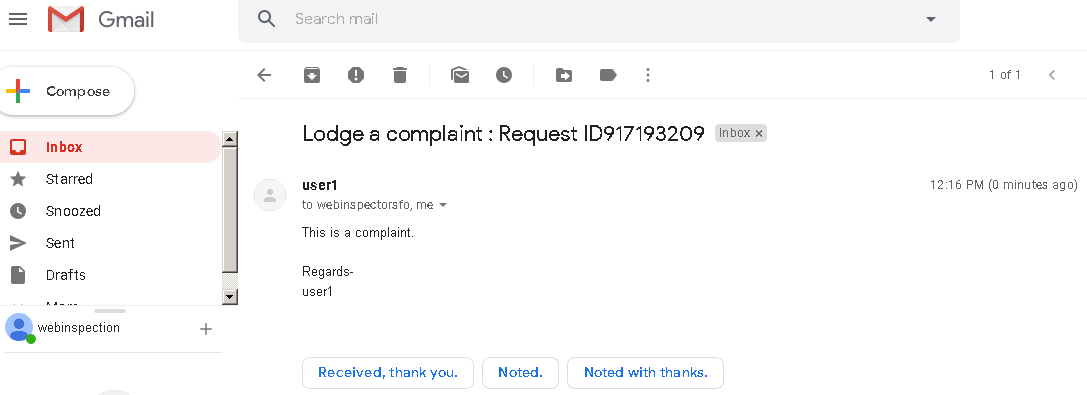 Gmail
Search mail
Compose
1 of 1
Inbox
Starred
Snoozed
Sent
Drafts
More
webinspection
Lodge a complaint : Request ID917193209 Inbox ×
user1 12:16 PM (0 minutes ago)
to webinspectorsfo, me
This is a complaint.
Regards-
user1
Received, thank you. Noted. Noted with thanks.